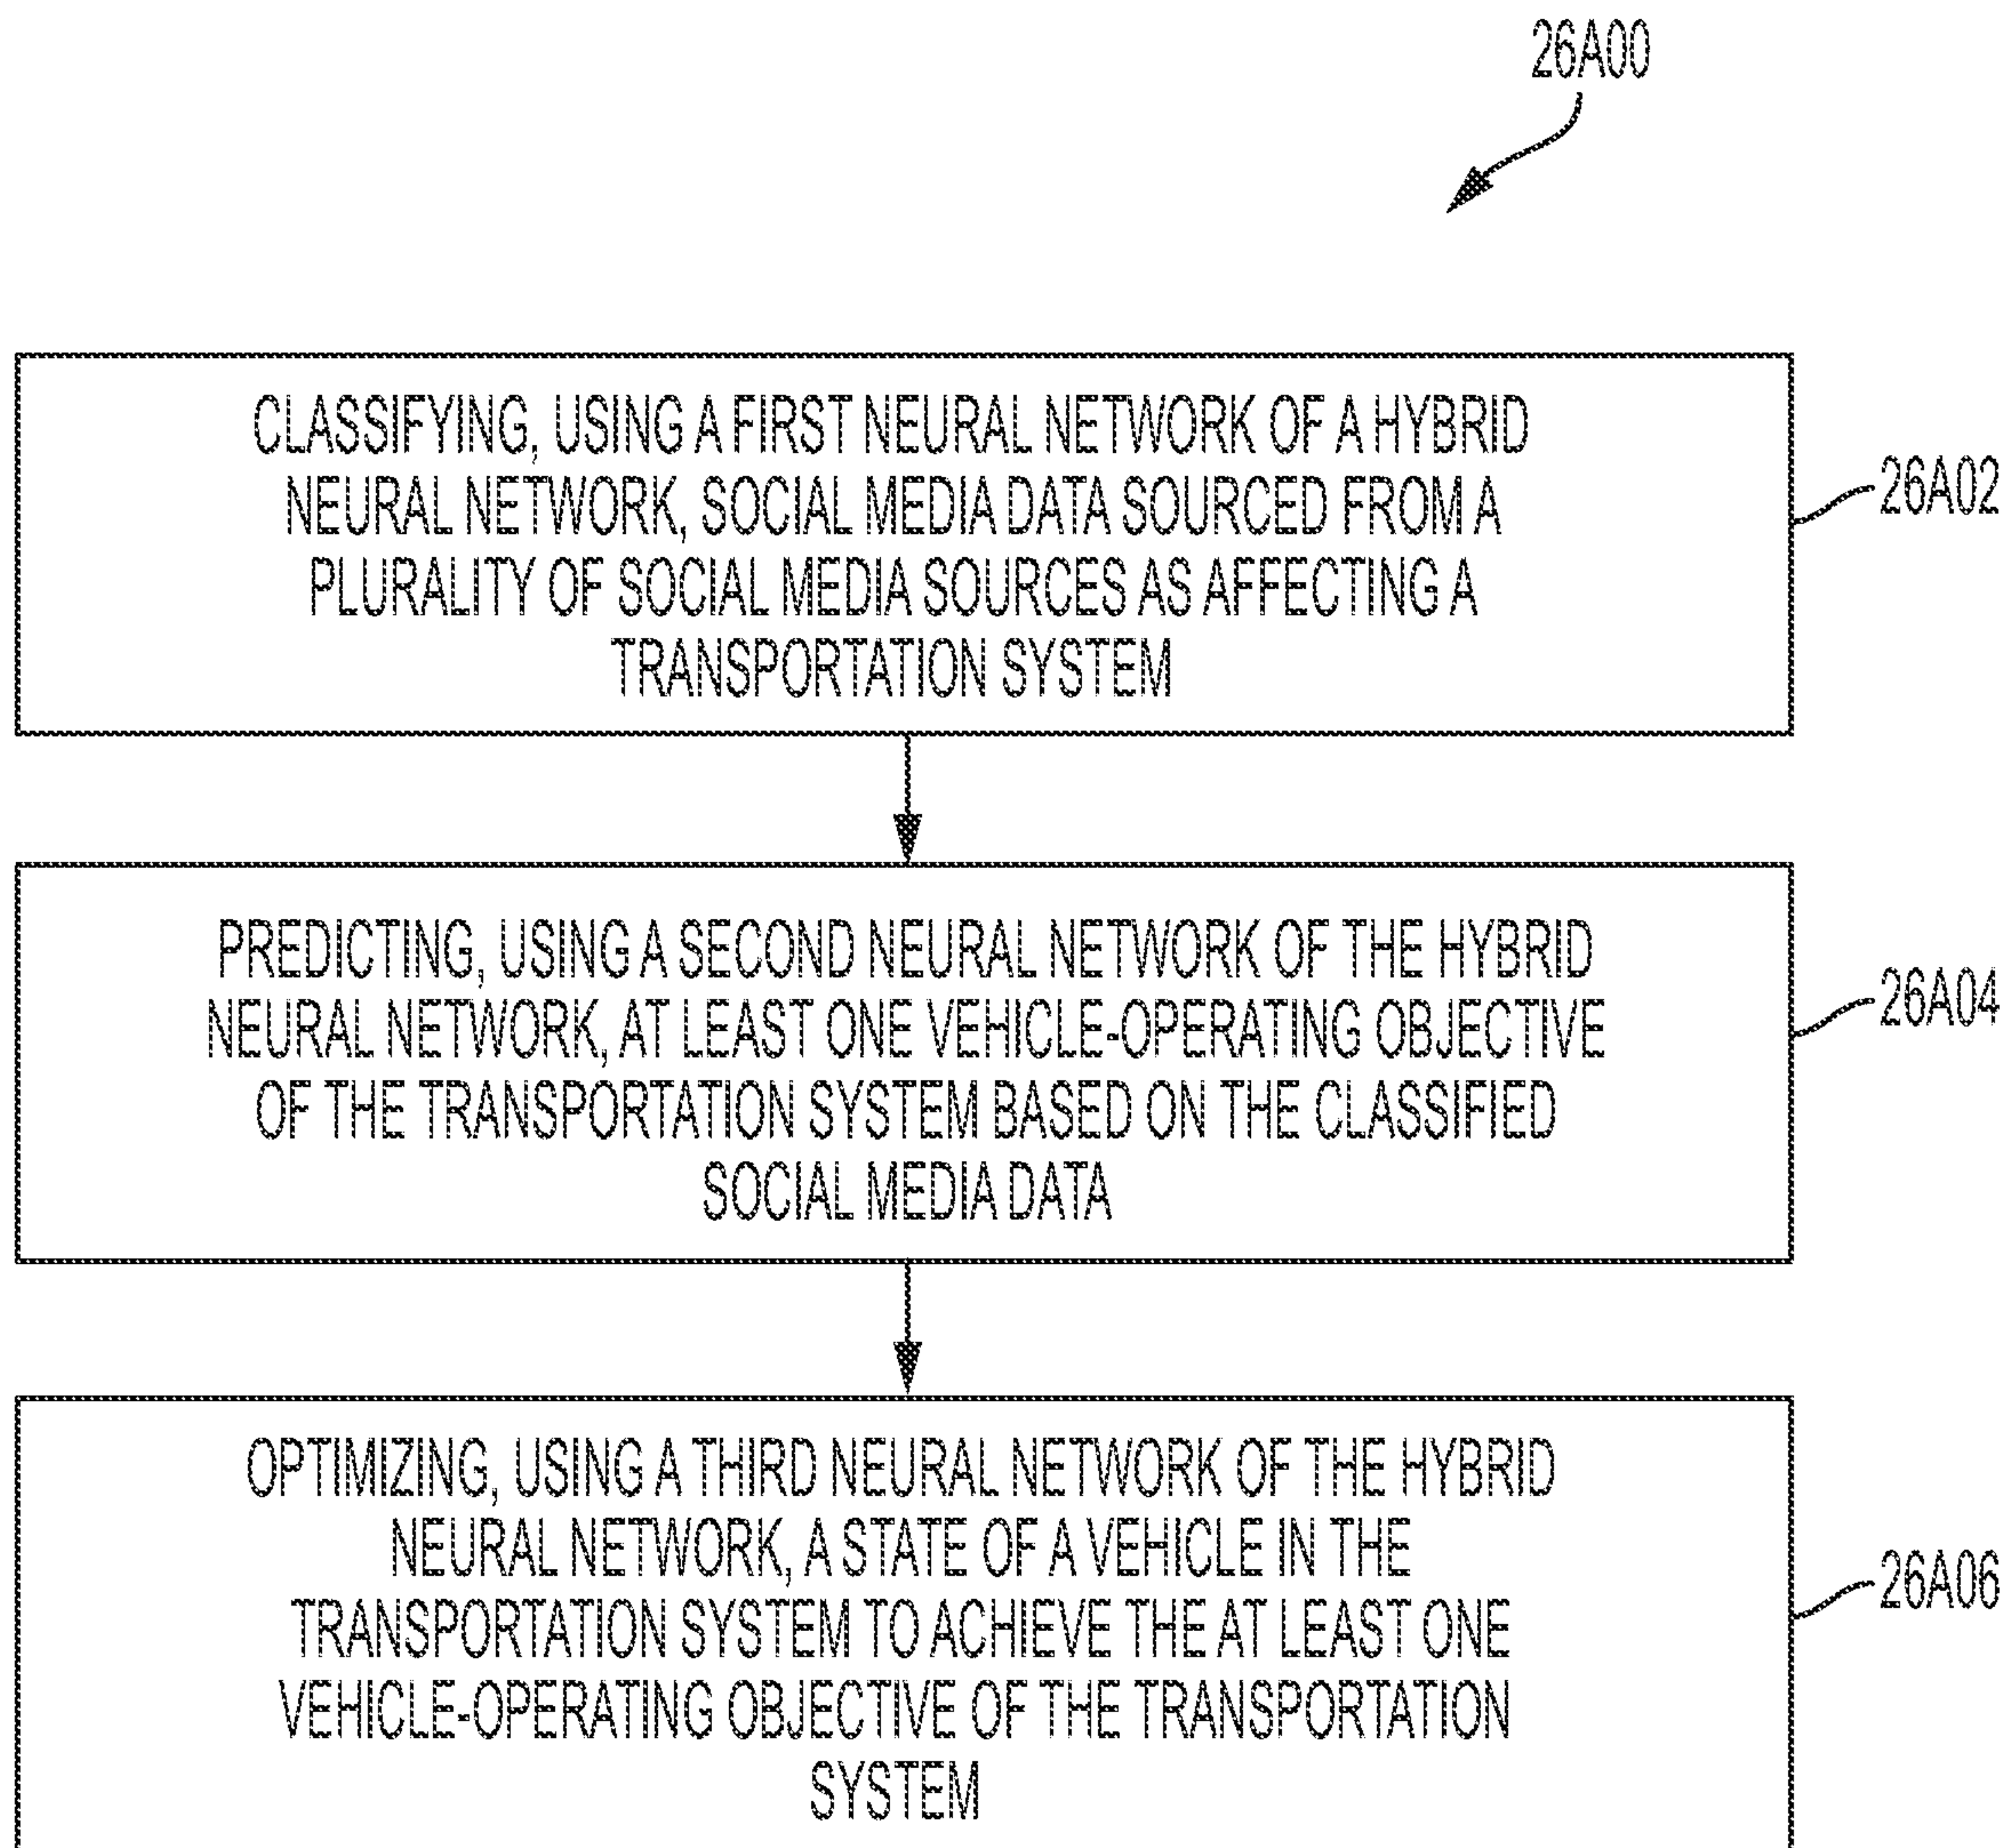 26A00
CLASSIFYING, USING A FIRST NEURAL NETWORK OF A HYBRID
NEURAL NETWORK, SOCIAL MEDIA DATA SOURCED FROM A
PLURALITY OF SOCIAL MEDIA SOURCES AS AFFECTING A
TRANSPORTATION SYSTEM
26A02
PREDICTING, USING A SECOND NEURAL NETWORK OF THE HYBRID
NEURAL NETWORK, AT LEAST ONE VEHICLE-OPERATING OBJECTIVE
OF THE TRANSPORTATION SYSTEM BASED ON THE CLASSIFIED
SOCIAL MEDIA DATA
26A04
OPTIMIZING, USING A THIRD NEURAL NETWORK OF THE HYBRID
NEURAL NETWORK, A STATE OF A VEHICLE IN THE
TRANSPORTATION SYSTEM TO ACHIEVE THE AT LEAST ONE
VEHICLE-OPERATING OBJECTIVE OF THE TRANSPORTATION
SYSTEM
26A06